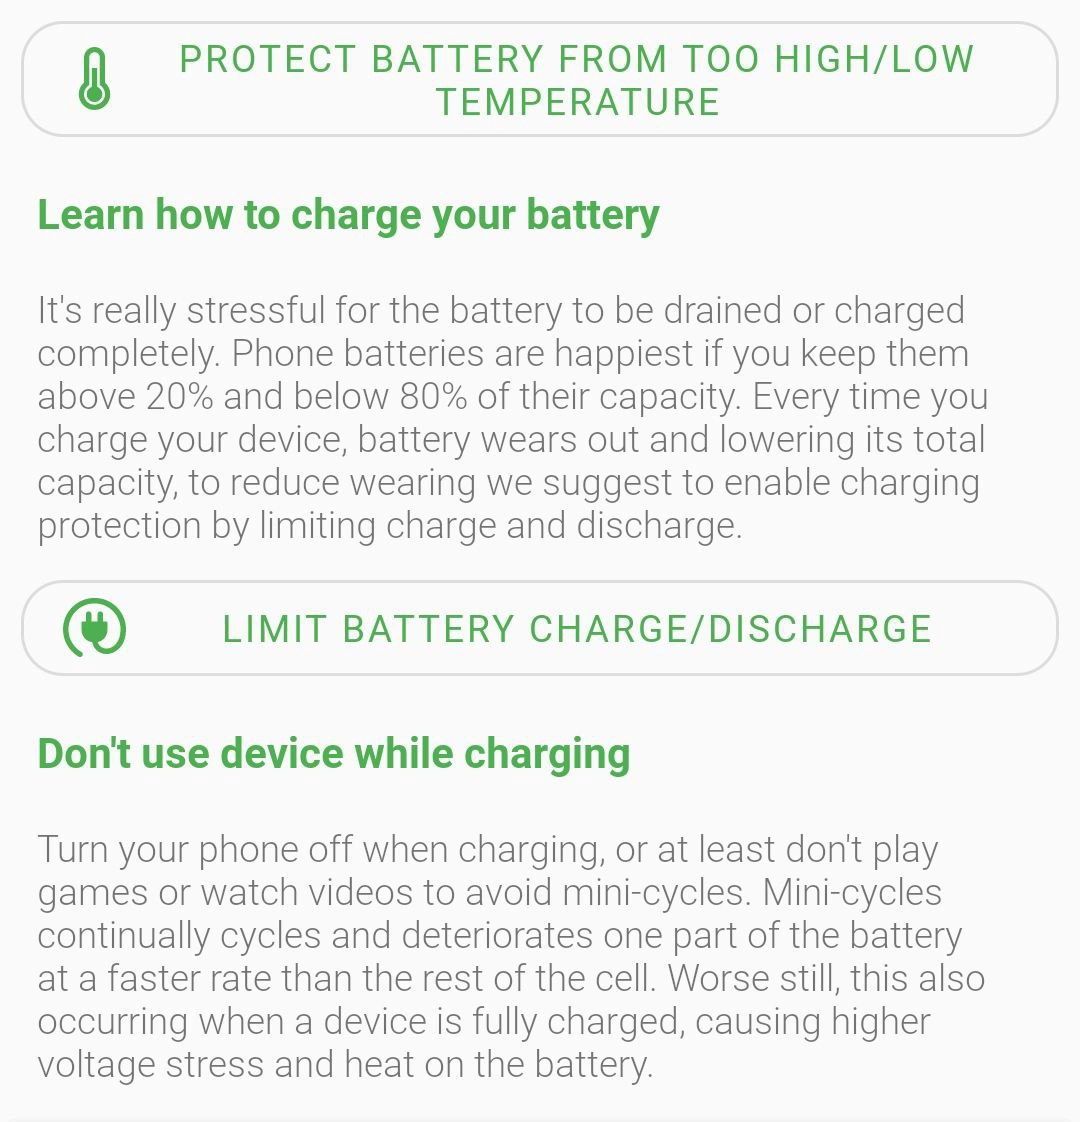 PROTECT BATTERY FROM TOO HIGH/LOW
TEMPERATURE
Learn how to charge your battery
It's really stressful for the battery to be drained or charged
completely. Phone batteries are happiest if you keep them
above 20% and below 80% of their capacity. Every time you
charge your device, battery wears out and lowering its total
capacity, to reduce wearing we suggest to enable charging
protection by limiting charge and discharge.
LIMIT BATTERY CHARGE/DISCHARGE
Don't use device while charging
Turn your phone off when charging, or at least don't play
games or watch videos to avoid mini-cycles. Mini-cycles
continually cycles and deteriorates one part of the battery
at a faster rate than the rest of the cell. Worse still, this also
occurring when a device is fully charged, causing higher
voltage stress and heat on the battery.